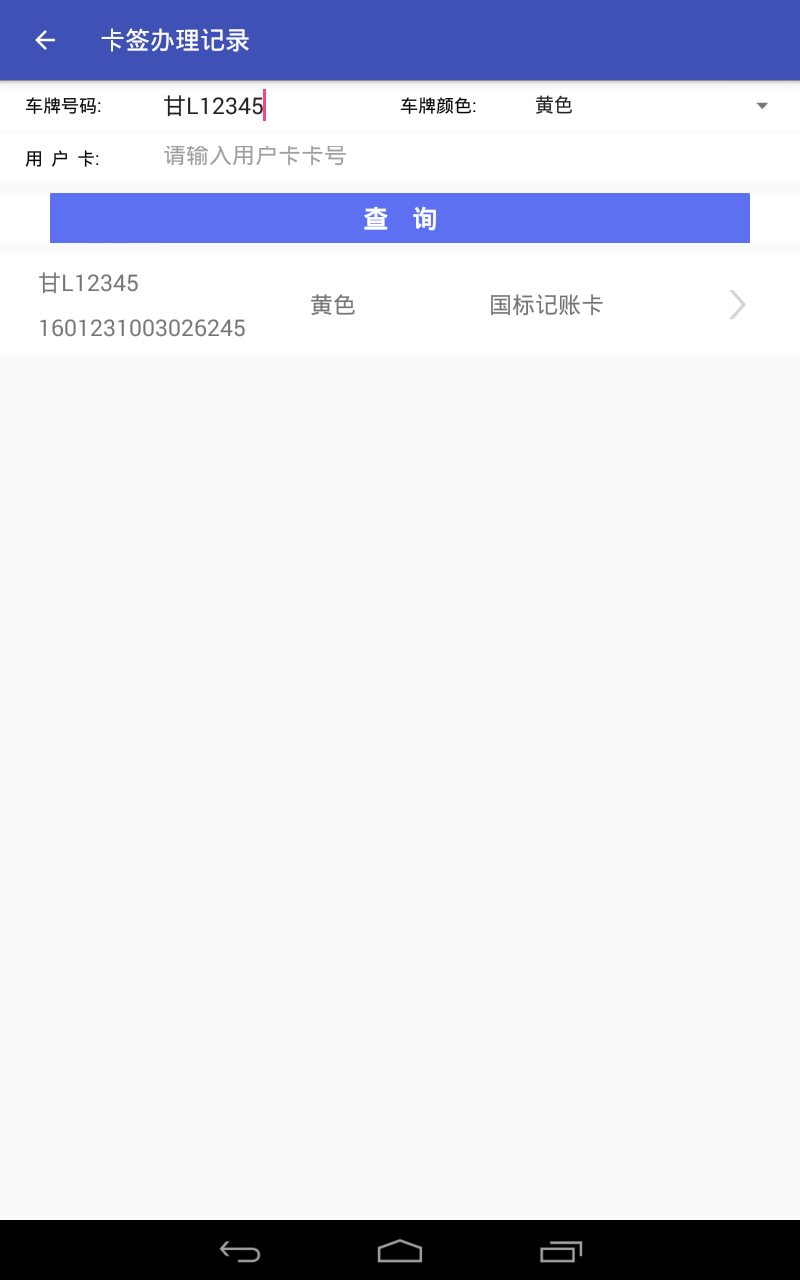 卡签办理记录
车牌号码: 甘L12345 车牌颜色: 黄色
用 户 卡: 请输入用户卡卡号
查 询
甘L12345
黄色 国标记账卡
1601231003026245